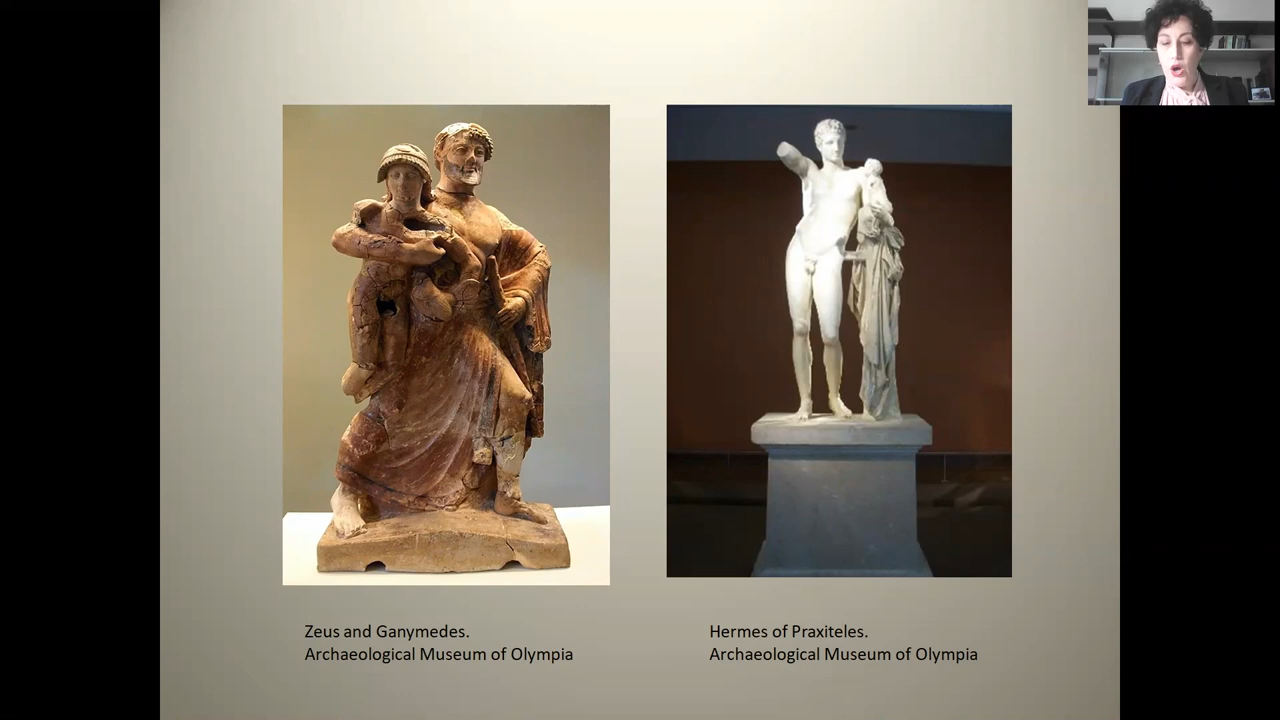 Zeus and Ganymedes.
Archaeological Museum of Olympia
Hermes of Praxiteles.
Archaeological Museum of Olympia